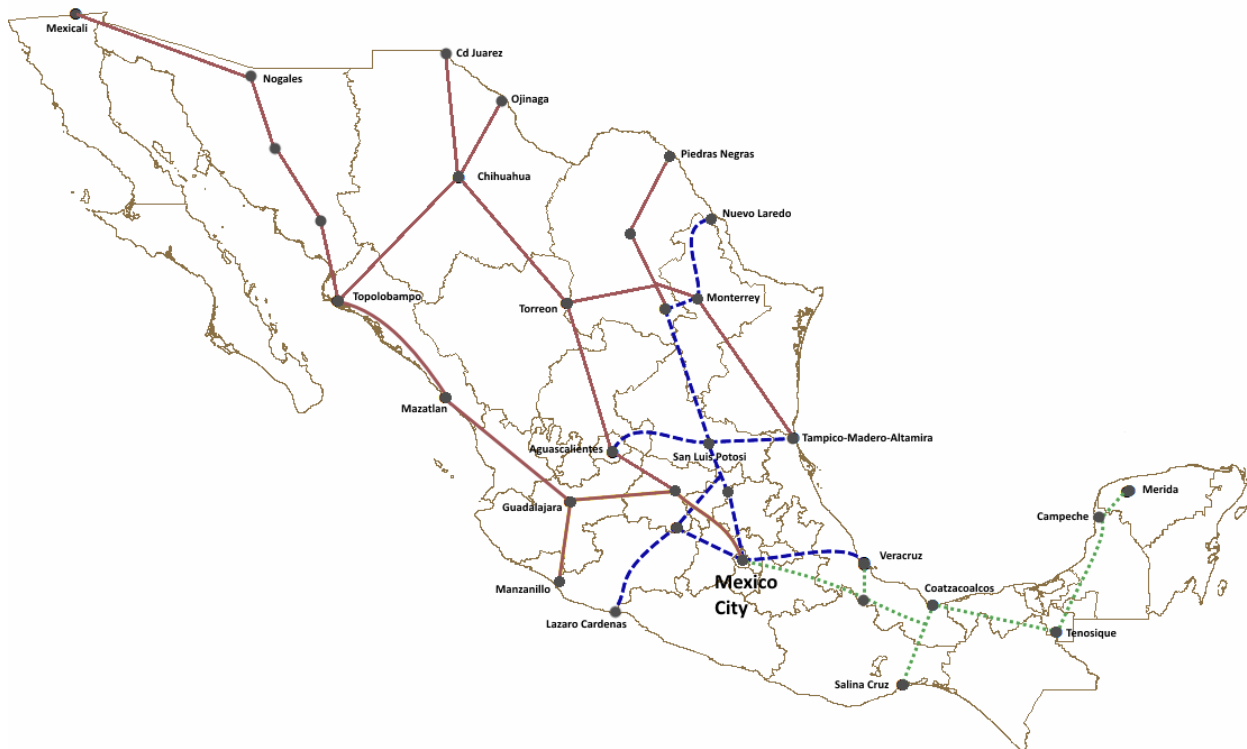 Mexicali
Nogales
Cd Juarez
Ojinaga
Chihuahua
Piedras Negras
Nuevo Laredo
Topolobampo
Torreon
Monterrey
Mazatlan
Aguascalientes
San Luis Potosi
Tampico-Madero-Altamira
Guadalajara
Merida
Campeche
Veracruz
Manzanillo
Mexico
City
Coatzacoalcos
Lazaro Cardenas
Tenosique
Salina Cruz